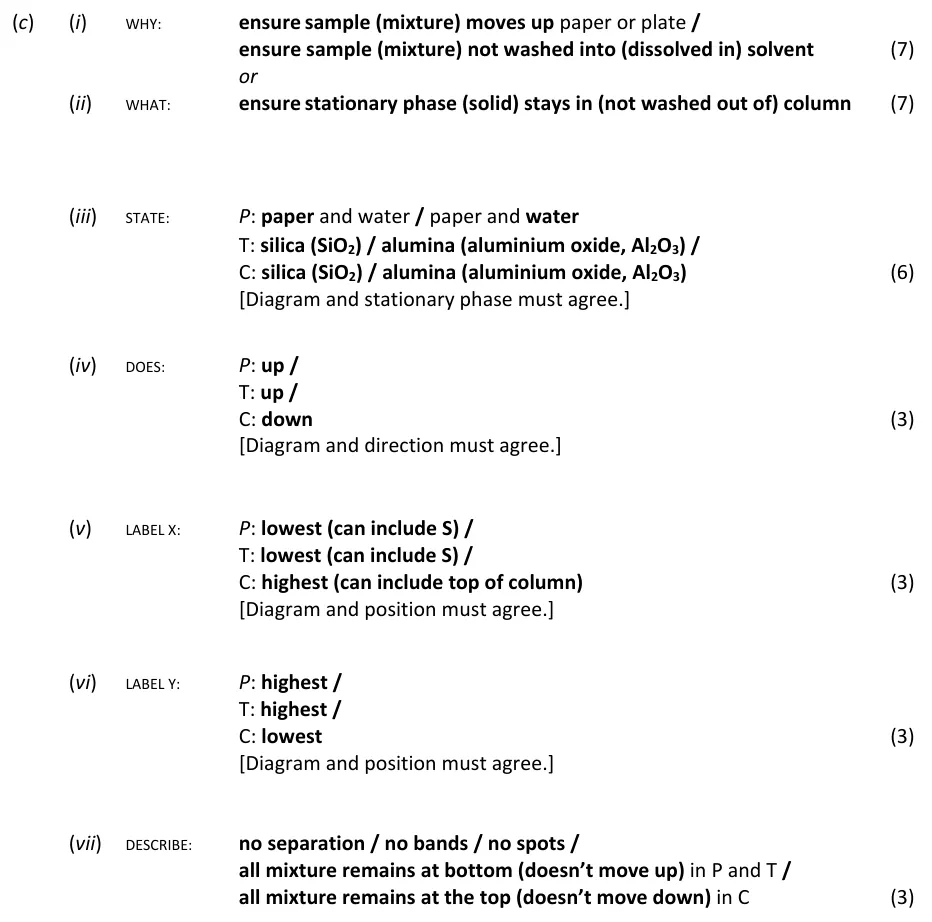 (c) (i) WHY: ensure sample (mixture) moves up paper or plate /
ensure sample (mixture) not washed into (dissolved in) solvent (7)
or
(ii) WHAT: ensure stationary phase (solid) stays in (not washed out of) column (7)
(iii) STATE: P: paper and water / paper and water
T: silica (SiO₂) / alumina (aluminium oxide, Al₂O₃) /
C: silica (SiO₂) / alumina (aluminium oxide, Al₂O₃) (6)
[Diagram and stationary phase must agree.]
(iv) DOES: P: up /
T: up /
C: down (3)
[Diagram and direction must agree.]
(v) LABEL X: P: lowest (can include S) /
T: lowest (can include S) /
C: highest (can include top of column) (3)
[Diagram and position must agree.]
(vi) LABEL Y: P: highest /
T: highest /
C: lowest (3)
[Diagram and position must agree.]
(vii) DESCRIBE: no separation / no bands / no spots /
all mixture remains at bottom (doesn't move up) in P and T /
all mixture remains at the top (doesn't move down) in C (3)